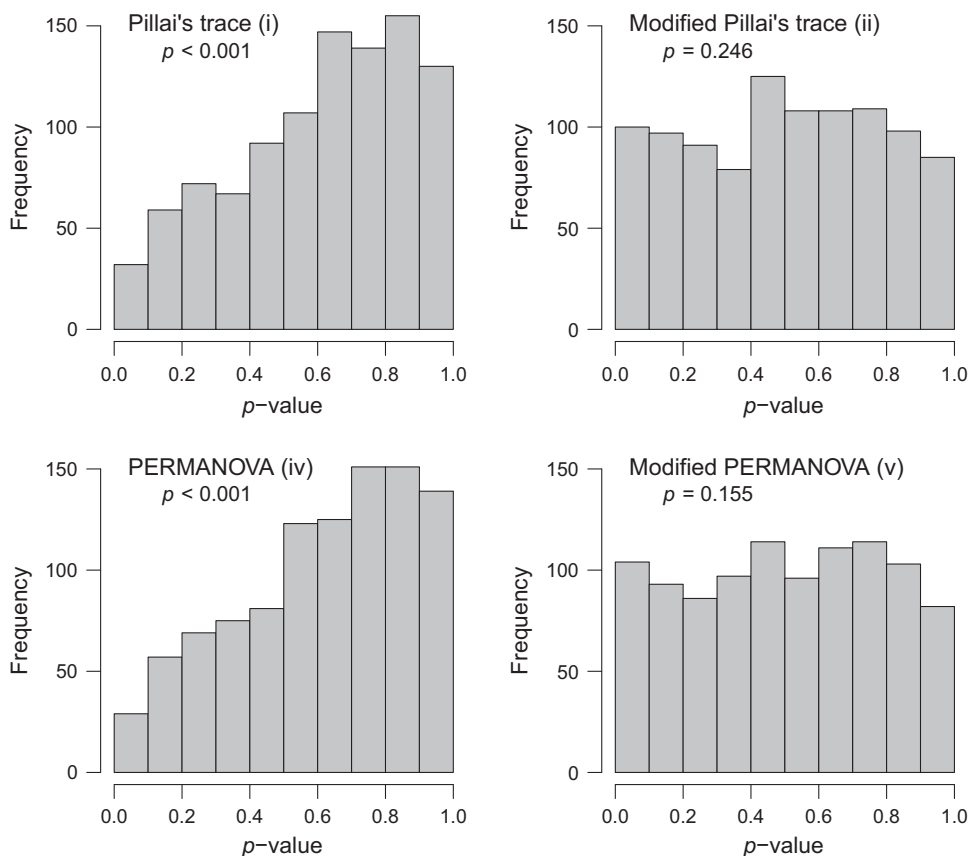 Pillai's trace (i)
p < 0.001
150
100
50
0
Frequency
0.0 0.2 0.4 0.6 0.8 1.0
p−value
Modified Pillai's trace (ii)
p = 0.246
150
100
50
0
Frequency
0.0 0.2 0.4 0.6 0.8 1.0
p−value
PERMANOVA (iv)
p < 0.001
150
100
50
0
Frequency
0.0 0.2 0.4 0.6 0.8 1.0
p−value
Modified PERMANOVA (v)
p = 0.155
150
100
50
0
Frequency
0.0 0.2 0.4 0.6 0.8 1.0
p−value